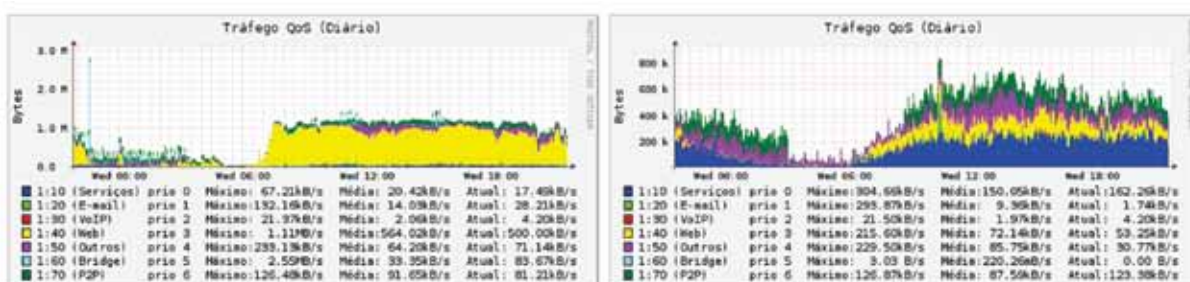 Tráfego QoS (Diário)
Bytes
3.0 M
2.0 M
1.0 M
0.0
Wed 00:00 Wed 06:00 Wed 12:00 Wed 18:00
1:10 (Serviços) prio 0 Máximo: 67.21kB/s Média: 20.42kB/s Atual: 17.49kB/s
1:20 (E-mail) prio 1 Máximo:192.16kB/s Média: 14.03kB/s Atual: 28.21kB/s
1:30 (VoIP) prio 2 Máximo: 21.97kB/s Média: 2.06kB/s Atual: 4.20kB/s
1:40 (Web) prio 3 Máximo: 1.11MB/s Média:564.02kB/s Atual:500.00kB/s
1:50 (Outros) prio 4 Máximo:239.19kB/s Média: 64.20kB/s Atual: 71.14kB/s
1:60 (Bridge) prio 5 Máximo: 2.55MB/s Média: 33.35kB/s Atual: 83.67kB/s
1:70 (P2P) prio 6 Máximo:126.40kB/s Média: 91.65kB/s Atual: 81.21kB/s
Tráfego QoS (Diário)
Bytes
800 k
600 k
400 k
200 k
Wed 00:00 Wed 06:00 Wed 12:00 Wed 18:00
1:10 (Serviços) prio 0 Máximo:304.66kB/s Média:150.05kB/s Atual:162.26kB/s
1:20 (E-mail) prio 1 Máximo:293.87kB/s Média: 9.96kB/s Atual: 1.74kB/s
1:30 (VoIP) prio 2 Máximo: 21.50kB/s Média: 1.97kB/s Atual: 4.20kB/s
1:40 (Web) prio 3 Máximo:215.60kB/s Média: 72.14kB/s Atual: 53.25kB/s
1:50 (Outros) prio 4 Máximo:229.50kB/s Média: 85.75kB/s Atual: 30.77kB/s
1:60 (Bridge) prio 5 Máximo: 3.03 B/s Média:220.26mB/s Atual: 0.00 B/s
1:70 (P2P) prio 6 Máximo:126.87kB/s Média: 87.59kB/s Atual:123.98kB/s